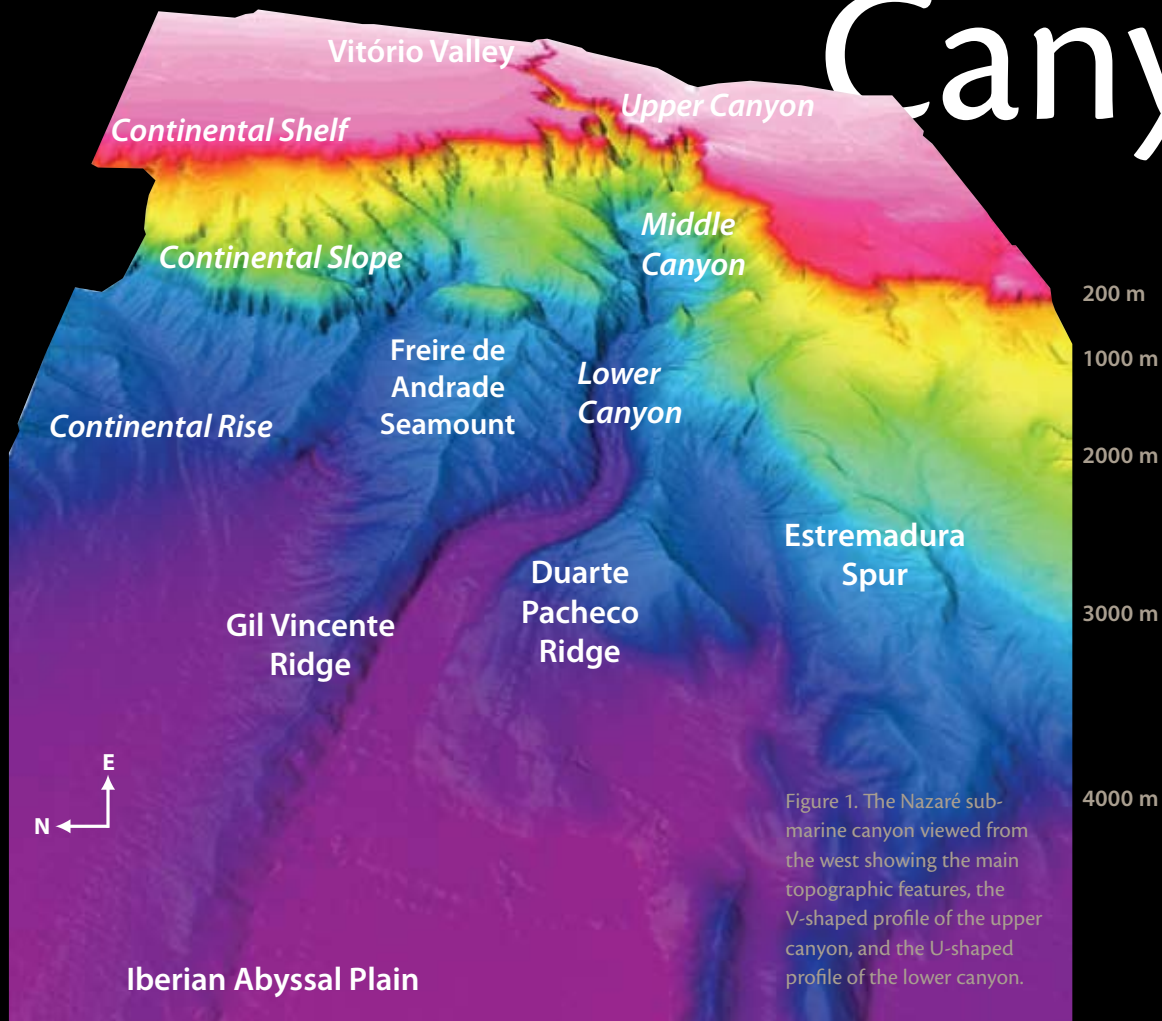 Cany
Vitório Valley
Upper Canyon
Continental Shelf
Middle
Canyon
Continental Slope
200 m
Freire de
Andrade
Seamount
1000 m
Lower
Canyon
Continental Rise
2000 m
Estremadura
Spur
Duarte
Pacheco
Ridge
3000 m
Gil Vincente
Ridge
E
N
4000 m
Figure 1. The Nazaré sub-
marine canyon viewed from
the west showing the main
topographic features, the
V-shaped profile of the upper
canyon, and the U-shaped
profile of the lower canyon.
Iberian Abyssal Plain